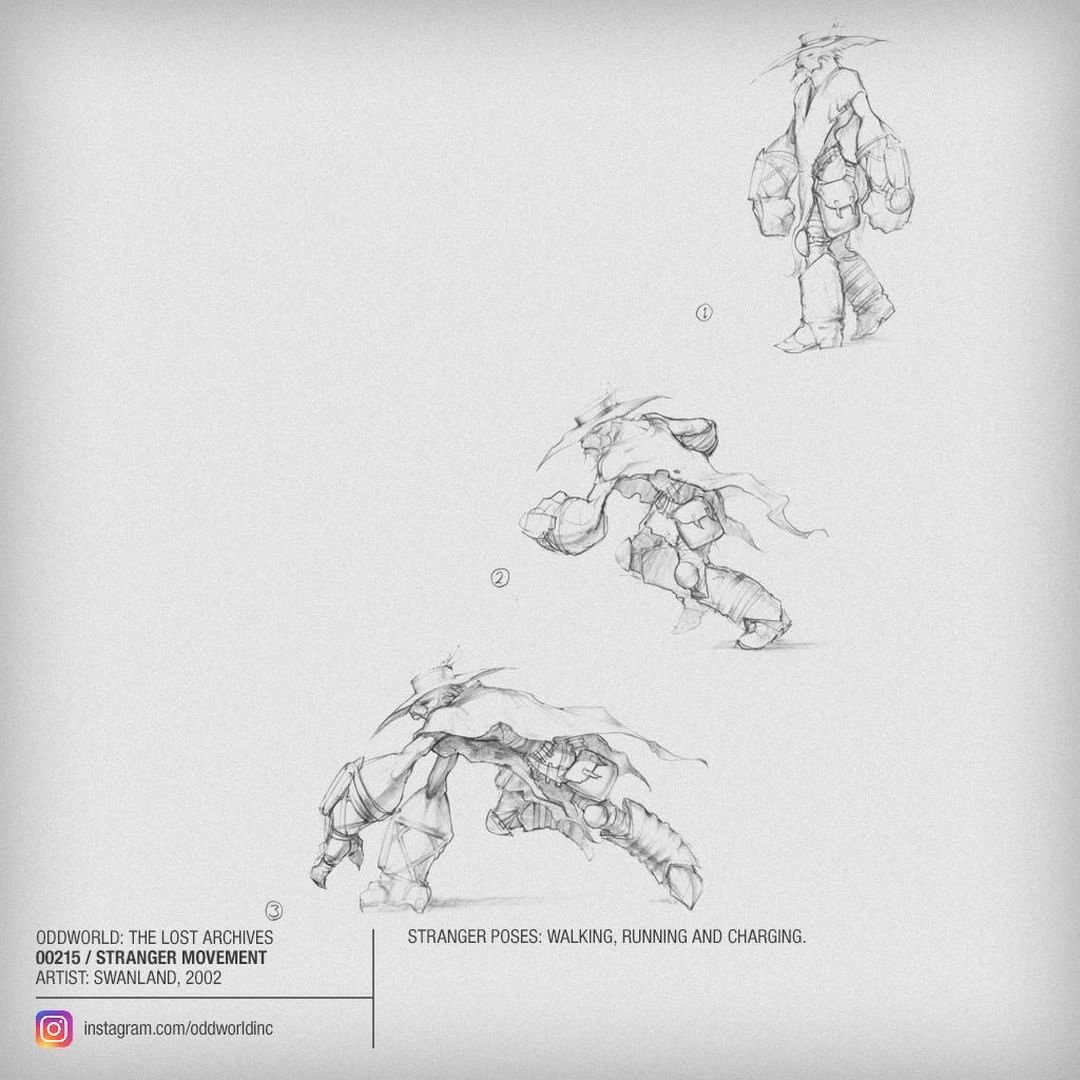 1
2
3
ODDWORLD: THE LOST ARCHIVES
00215 / STRANGER MOVEMENT
ARTIST: SWANLAND, 2002
instagram.com/oddworldinc
STRANGER POSES: WALKING, RUNNING AND CHARGING.